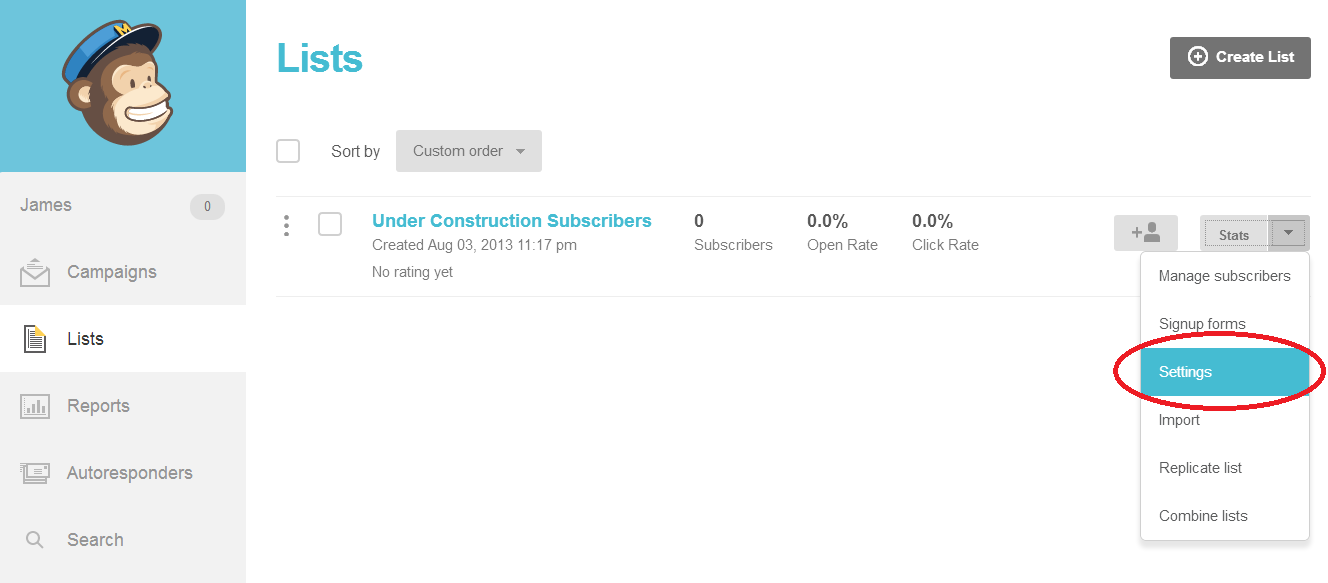 M
Lists
Create List
Sort by Custom order
James 0
Campaigns
Lists
Reports
Autoresponders
Search
Under Construction Subscribers
Created Aug 03, 2013 11:17 pm
No rating yet
0
Subscribers
0.0%
Open Rate
0.0%
Click Rate
+
Stats
Manage subscribers
Signup forms
Settings
Import
Replicate list
Combine lists